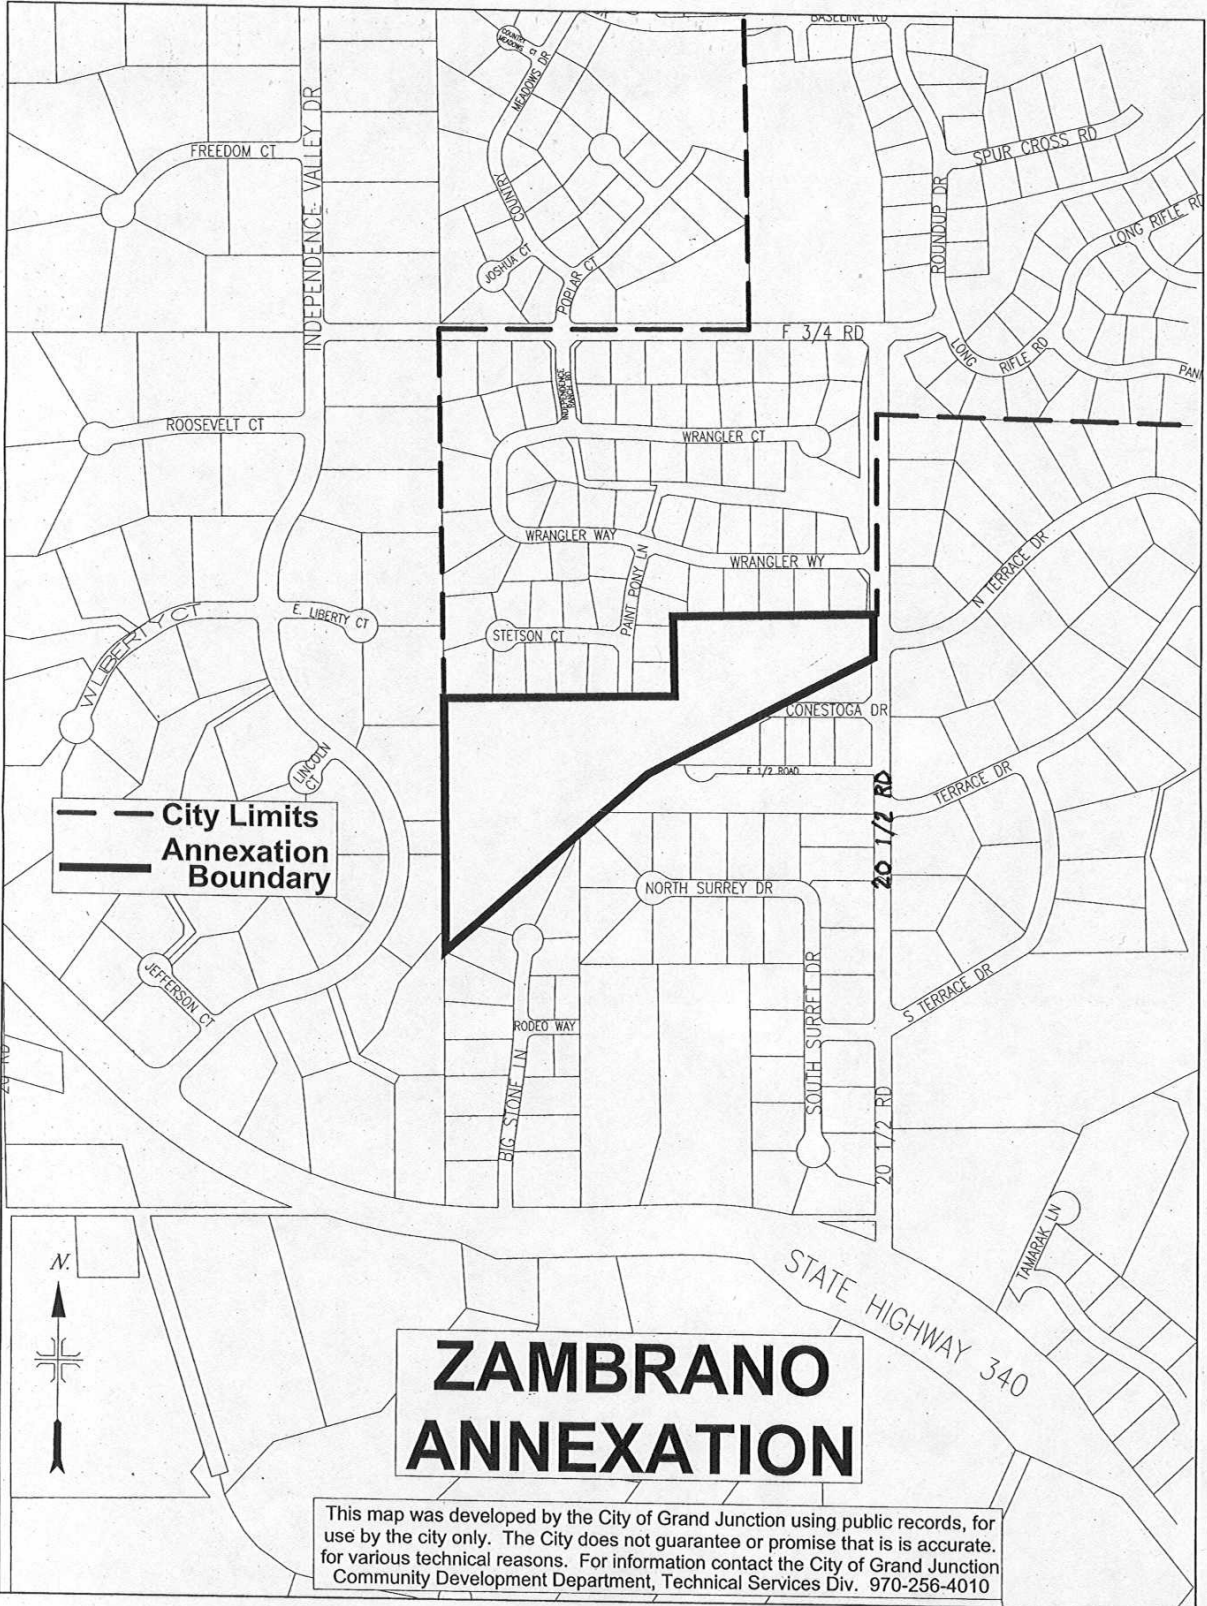 BASELINE RD
COUNTRY
MEADOWS CT
COUNTRY MEADOWS DR
FREEDOM CT
INDEPENDENCE VALLEY DR
SPUR CROSS RD
ROUNDUP DR
LONG RIFLE RD
JOSHUA CT
POPLAR CT
F 3/4 RD
LONG RIFLE RD
PAN
INDEPENDENCE
RANCH RD
ROOSEVELT CT
WRANGLER CT
WRANGLER WAY
WRANGLER WY
PAINT PONY LN
N TERRACE DR
E. LIBERTY CT
W LIBERTY CT
STETSON CT
CONESTOGA DR
LINCOLN
CT
F 1/2 ROAD
TERRACE DR
20 1/2 RD
City Limits
Annexation
Boundary
NORTH SURREY DR
JEFFERSON CT
S TERRACE DR
RODEO WAY
SOUTH SURREY DR
BIG STONE LN
20 RD
20 1/2 RD
TAMARAK LN
N.
STATE HIGHWAY 340
ZAMBRANO
ANNEXATION
This map was developed by the City of Grand Junction using public records, for
use by the city only. The City does not guarantee or promise that is is accurate.
for various technical reasons. For information contact the City of Grand Junction
Community Development Department, Technical Services Div. 970-256-4010